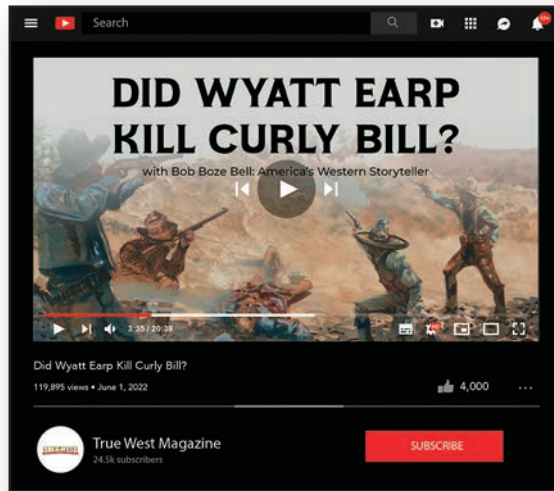 Search
DID WYATT EARP
KILL CURLY BILL?
with Bob Boze Bell: America's Western Storyteller
3:35 / 20:38
Did Wyatt Earp Kill Curly Bill?
119,895 views • June 1, 2022
4,000
True West Magazine
24.5k subscribers
SUBSCRIBE